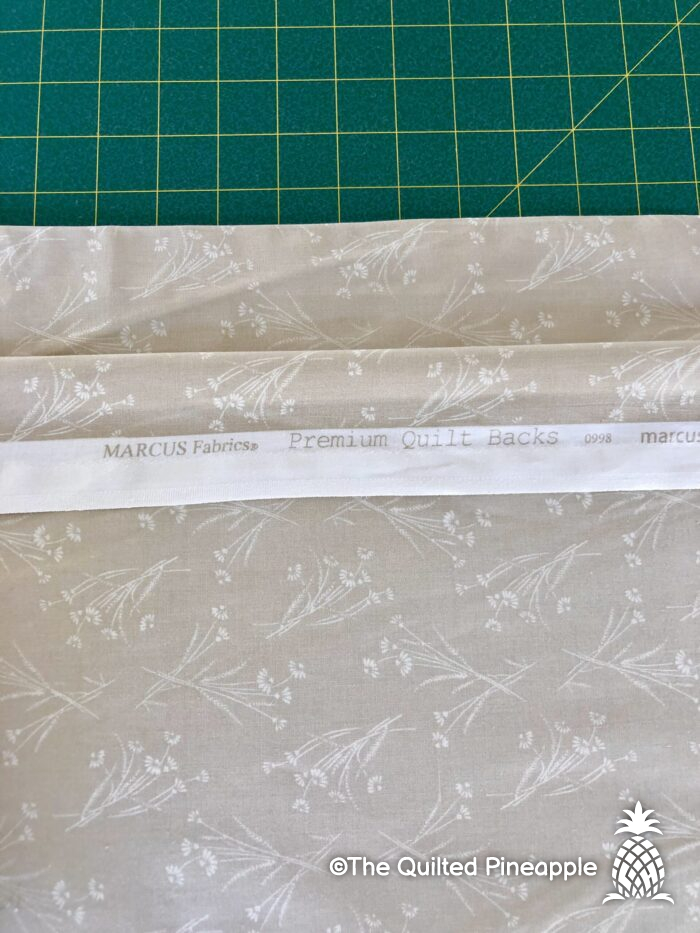 MARCUS Fabrics® Premium Quilt Backs 0998 marcus
©The Quilted Pineapple